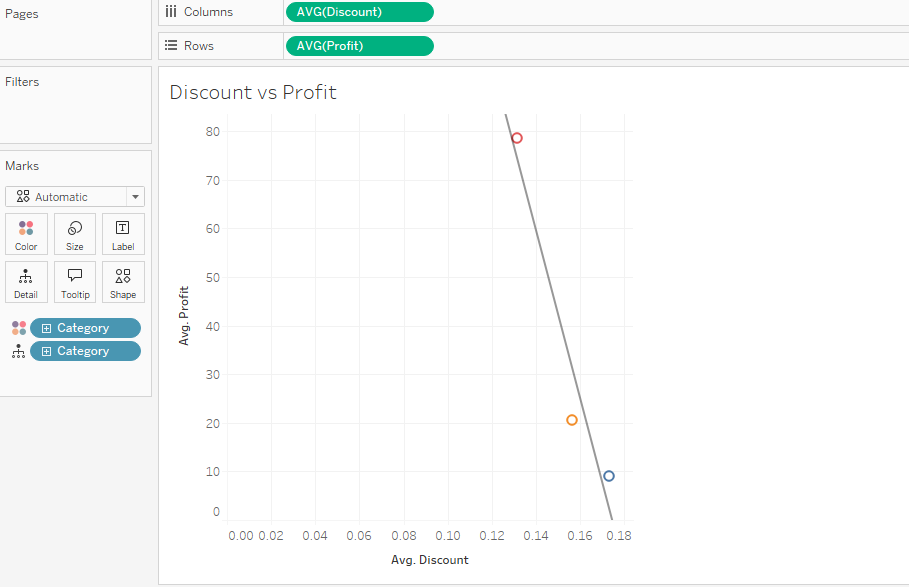 Pages
Columns
AVG(Discount)
Rows
AVG(Profit)
Filters
Marks
Automatic
Color Size Label
Detail Tooltip Shape
Category
Category
Discount vs Profit
80
70
60
50
40
30
20
10
0
Avg. Profit
0.00 0.02 0.04 0.06 0.08 0.10 0.12 0.14 0.16 0.18
Avg. Discount